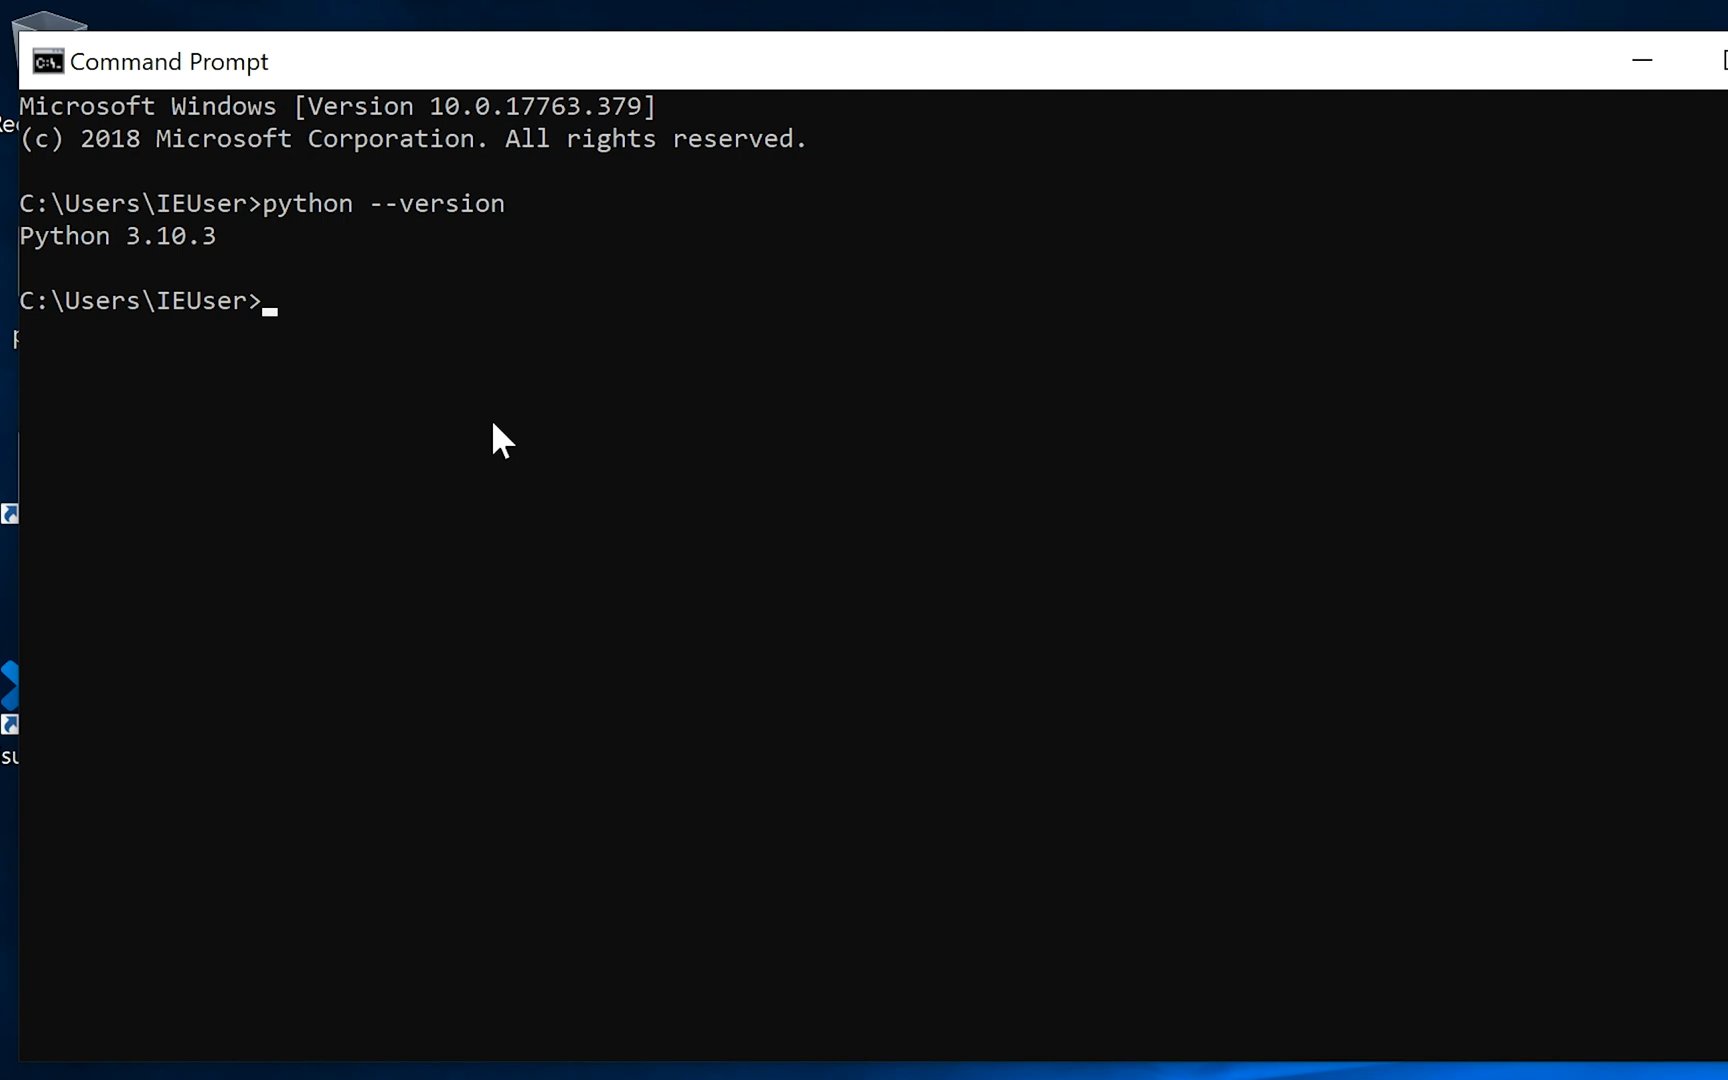 Command Prompt
Microsoft Windows [Version 10.0.17763.379]
(c) 2018 Microsoft Corporation. All rights reserved.
C:\Users\IEUser>python --version
Python 3.10.3
C:\Users\IEUser>